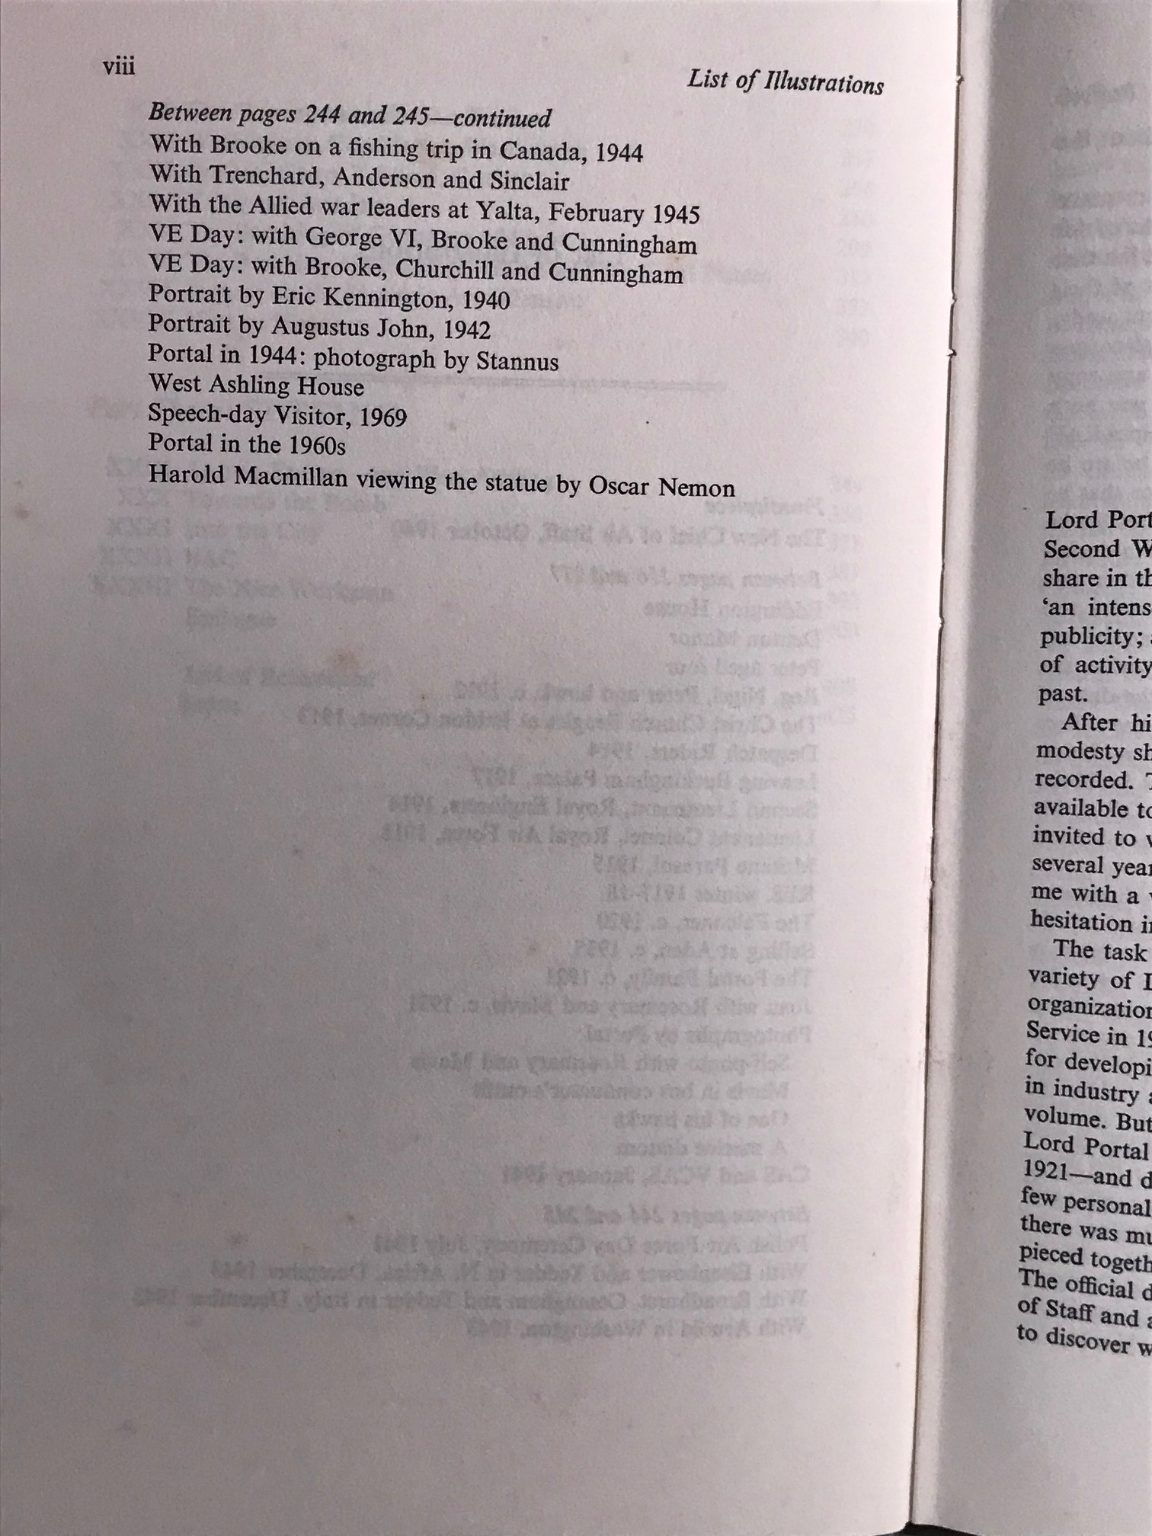 viii
List of Illustrations
Between pages 244 and 245—continued
With Brooke on a fishing trip in Canada, 1944
With Trenchard, Anderson and Sinclair
With the Allied war leaders at Yalta, February 1945
VE Day: with George VI, Brooke and Cunningham
VE Day: with Brooke, Churchill and Cunningham
Portrait by Eric Kennington, 1940
Portrait by Augustus John, 1942
Portal in 1944: photograph by Stannus
West Ashling House
Speech-day Visitor, 1969
Portal in the 1960s
Harold Macmillan viewing the statue by Oscar Nemon
Lord Port
Second W
share in th
‘an intens
publicity;
of activity
past.
After hi
modesty sh
recorded.
available to
invited to
several year
me with a
hesitation in
The task
variety of
organization
Service in 19
for developi
in industry
volume. But
Lord Portal
1921—and d
few personal
there was mu
pieced togeth
The official d
of Staff and a
to discover w